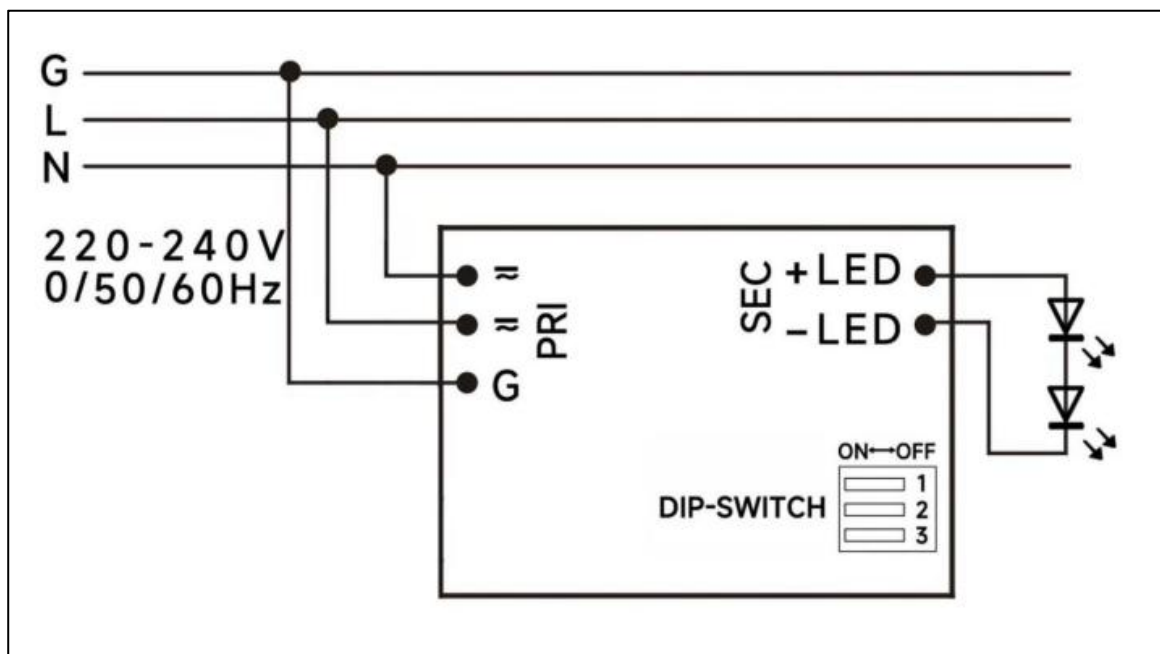 G
L
N
220-240V
0/50/60Hz
≂
≂
G
PRI
SEC
+LED
-LED
ON↔OFF
DIP-SWITCH
1
2
3